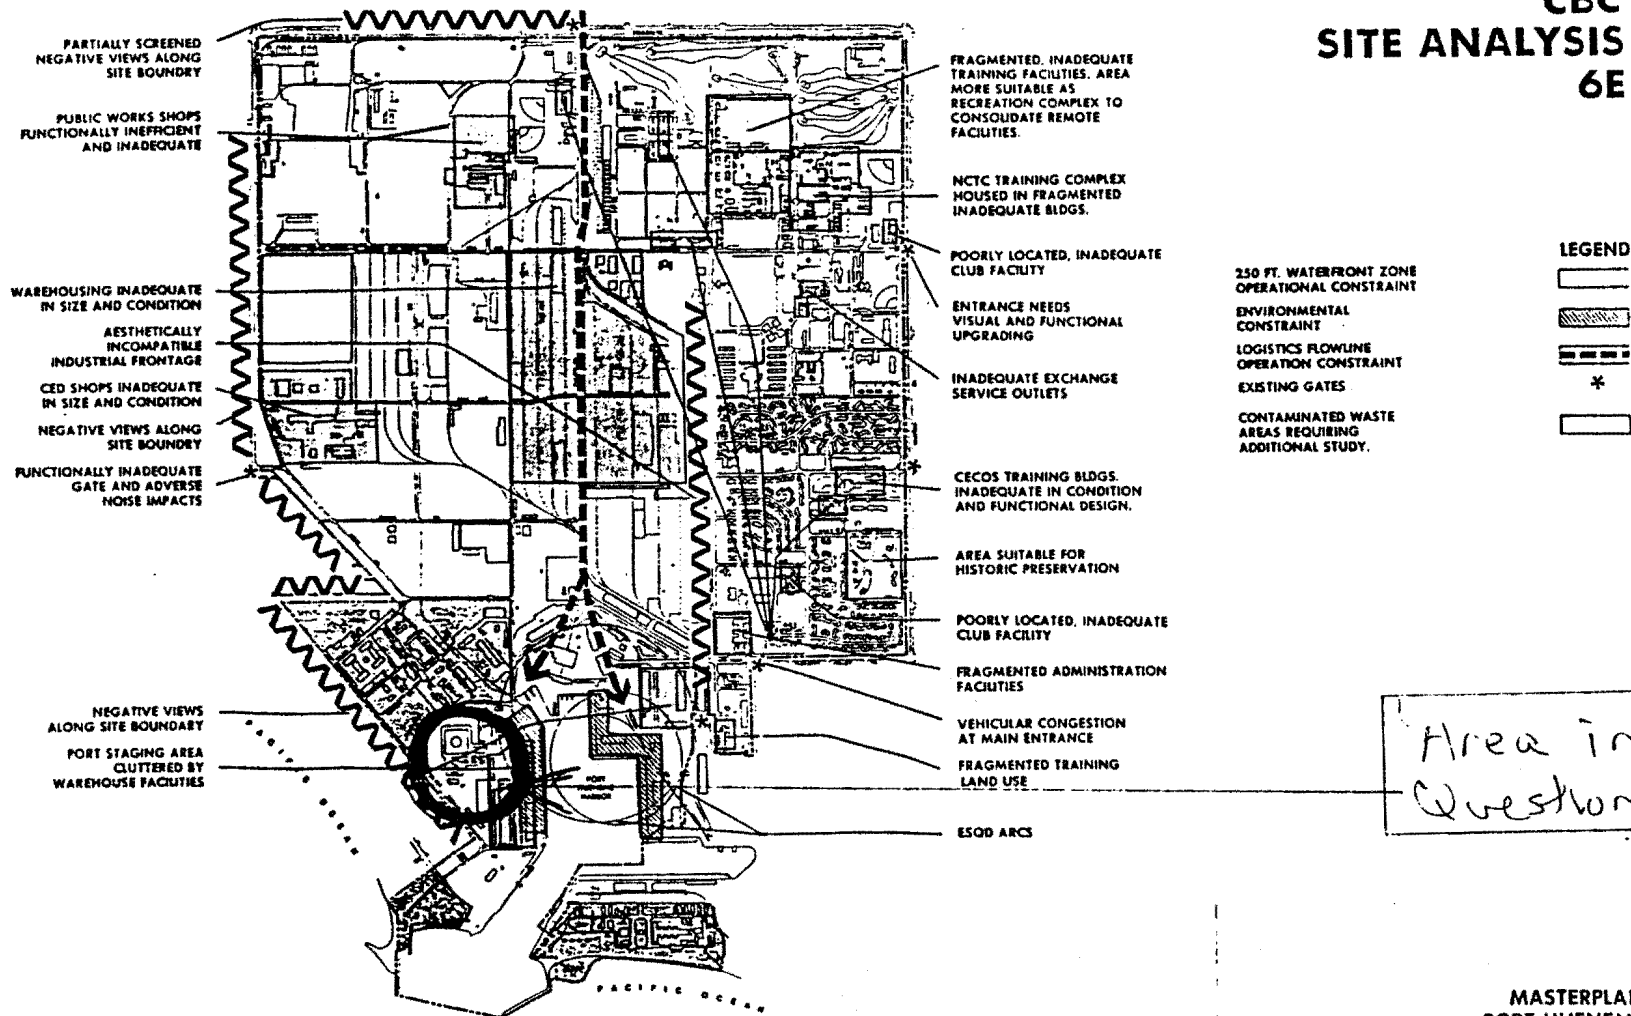 CBC
SITE ANALYSIS
6E
PARTIALLY SCREENED
NEGATIVE VIEWS ALONG
SITE BOUNDRY
PUBLIC WORKS SHOPS
FUNCTIONALLY INEFFICIENT
AND INADEQUATE
WAREHOUSING INADEQUATE
IN SIZE AND CONDITION
AESTHETICALLY
INCOMPATIBLE
INDUSTRIAL FRONTAGE
CED SHOPS INADEQUATE
IN SIZE AND CONDITION
NEGATIVE VIEWS ALONG
SITE BOUNDRY
FUNCTIONALLY INADEQUATE
GATE AND ADVERSE
NOISE IMPACTS
NEGATIVE VIEWS
ALONG SITE BOUNDARY
PORT STAGING AREA
CLUTTERED BY
WAREHOUSE FACILITIES
FRAGMENTED, INADEQUATE
TRAINING FACILITIES. AREA
MORE SUITABLE AS
RECREATION COMPLEX TO
CONSOUDATE REMOTE
FACILITIES.
NCTC TRAINING COMPLEX
HOUSED IN FRAGMENTED
INADEQUATE BLDGS.
POORLY LOCATED, INADEQUATE
CLUB FACILITY
ENTRANCE NEEDS
VISUAL AND FUNCTIONAL
UPGRADING
INADEQUATE EXCHANGE
SERVICE OUTLETS
CECOS TRAINING BLDGS.
INADEQUATE IN CONDITION
AND FUNCTIONAL DESIGN.
AREA SUITABLE FOR
HISTORIC PRESERVATION
POORLY LOCATED, INADEQUATE
CLUB FACILITY
FRAGMENTED ADMINISTRATION
FACILITIES
VEHICULAR CONGESTION
AT MAIN ENTRANCE
FRAGMENTED TRAINING
LAND USE
ESQD ARCS
LEGEND
250 FT. WATERFRONT ZONE
OPERATIONAL CONSTRAINT
ENVIRONMENTAL
CONSTRAINT
LOGISTICS FLOWLINE
OPERATION CONSTRAINT
EXISTING GATES
*
CONTAMINATED WASTE
AREAS REQUIRING
ADDITIONAL STUDY.
Area in
Question
PACIFIC OCEAN
PORT
HARBOR
PACIFIC OCEAN
MASTERPLAN